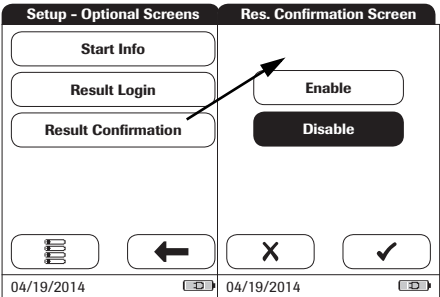 Setup - Optional Screens
Start Info
Result Login
Result Confirmation
04/19/2014
Res. Confirmation Screen
Enable
Disable
04/19/2014